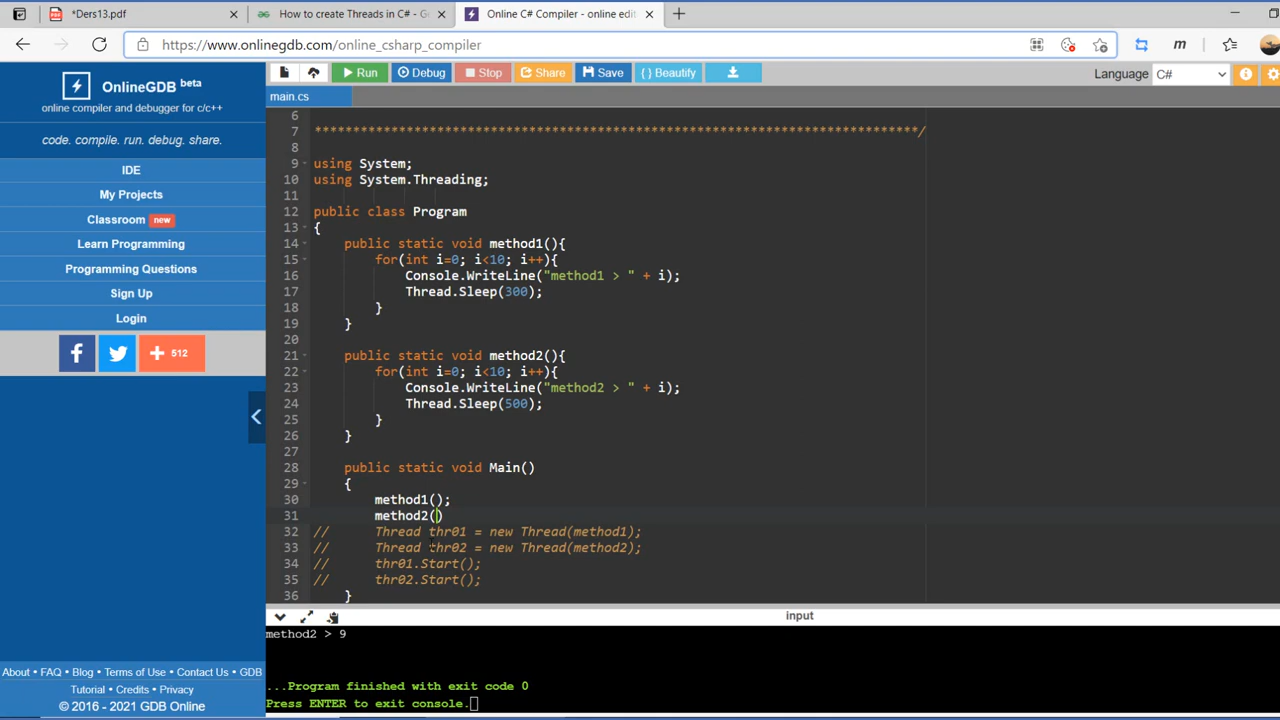 *Ders13.pdf
How to create Threads in C# - G
Online C# Compiler - online edit
https://www.onlinegdb.com/online_csharp_compiler
OnlineGDB beta
online compiler and debugger for c/c++
code. compile. run. debug. share.
IDE
My Projects
Classroom new
Learn Programming
Programming Questions
Sign Up
Login
f + 512
About • FAQ • Blog • Terms of Use • Contact Us • GDB
Tutorial • Credits • Privacy
© 2016 - 2021 GDB Online
Run Debug Stop Share Save { } Beautify
Language C#
main.cs
6
7 ******************************************************************************/
8
9 using System;
10 using System.Threading;
11
12 public class Program
13 {
14 public static void method1(){
15 for(int i=0; i<10; i++){
16 Console.WriteLine("method1 > " + i);
17 Thread.Sleep(300);
18 }
19 }
20
21 public static void method2(){
22 for(int i=0; i<10; i++){
23 Console.WriteLine("method2 > " + i);
24 Thread.Sleep(500);
25 }
26 }
27
28 public static void Main()
29 {
30 method1();
31 method2()
32 // Thread thr01 = new Thread(method1);
33 // Thread thr02 = new Thread(method2);
34 // thr01.Start();
35 // thr02.Start();
36 }
input
method2 > 9
...Program finished with exit code 0
Press ENTER to exit console.